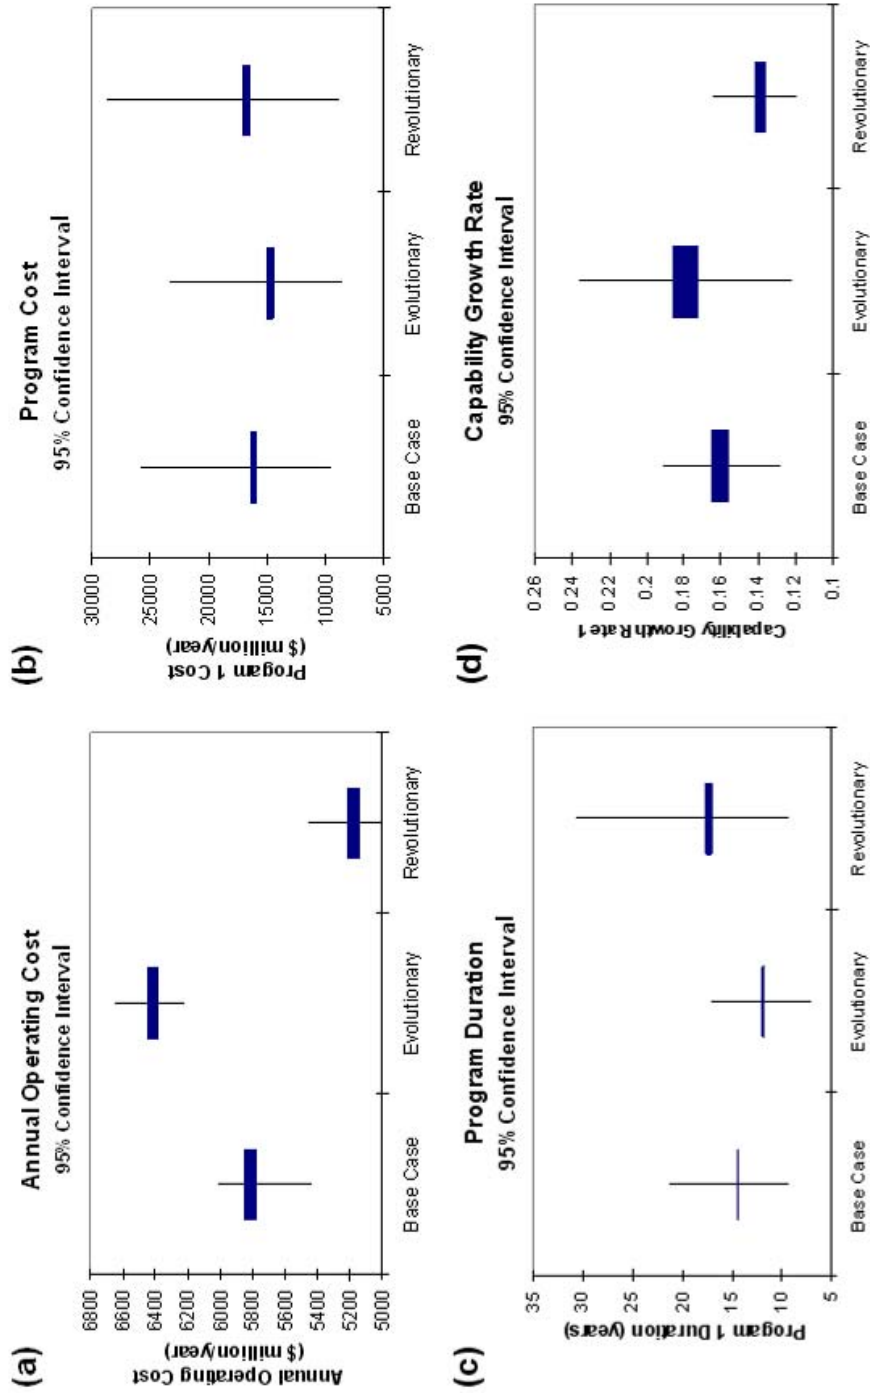 (a)
Annual Operating Cost
95% Confidence Interval
Annual Operating Cost
($ million/year)
6800
6600
6400
6200
6000
5800
5600
5400
5200
5000
Base Case
Evolutionary
Revolutionary
(b)
Program Cost
95% Confidence Interval
Progam 1 Cost
($ million/year)
30000
25000
20000
15000
10000
5000
Base Case
Evolutionary
Revolutionary
(c)
Program Duration
95% Confidence Interval
Progam 1 Duration (years)
35
30
25
20
15
10
5
Base Case
Evolutionary
Revolutionary
(d)
Capability Growth Rate
95% Confidence Interval
Capability Growth Rate 1
0.26
0.24
0.22
0.2
0.18
0.16
0.14
0.12
0.1
Base Case
Evolutionary
Revolutionary